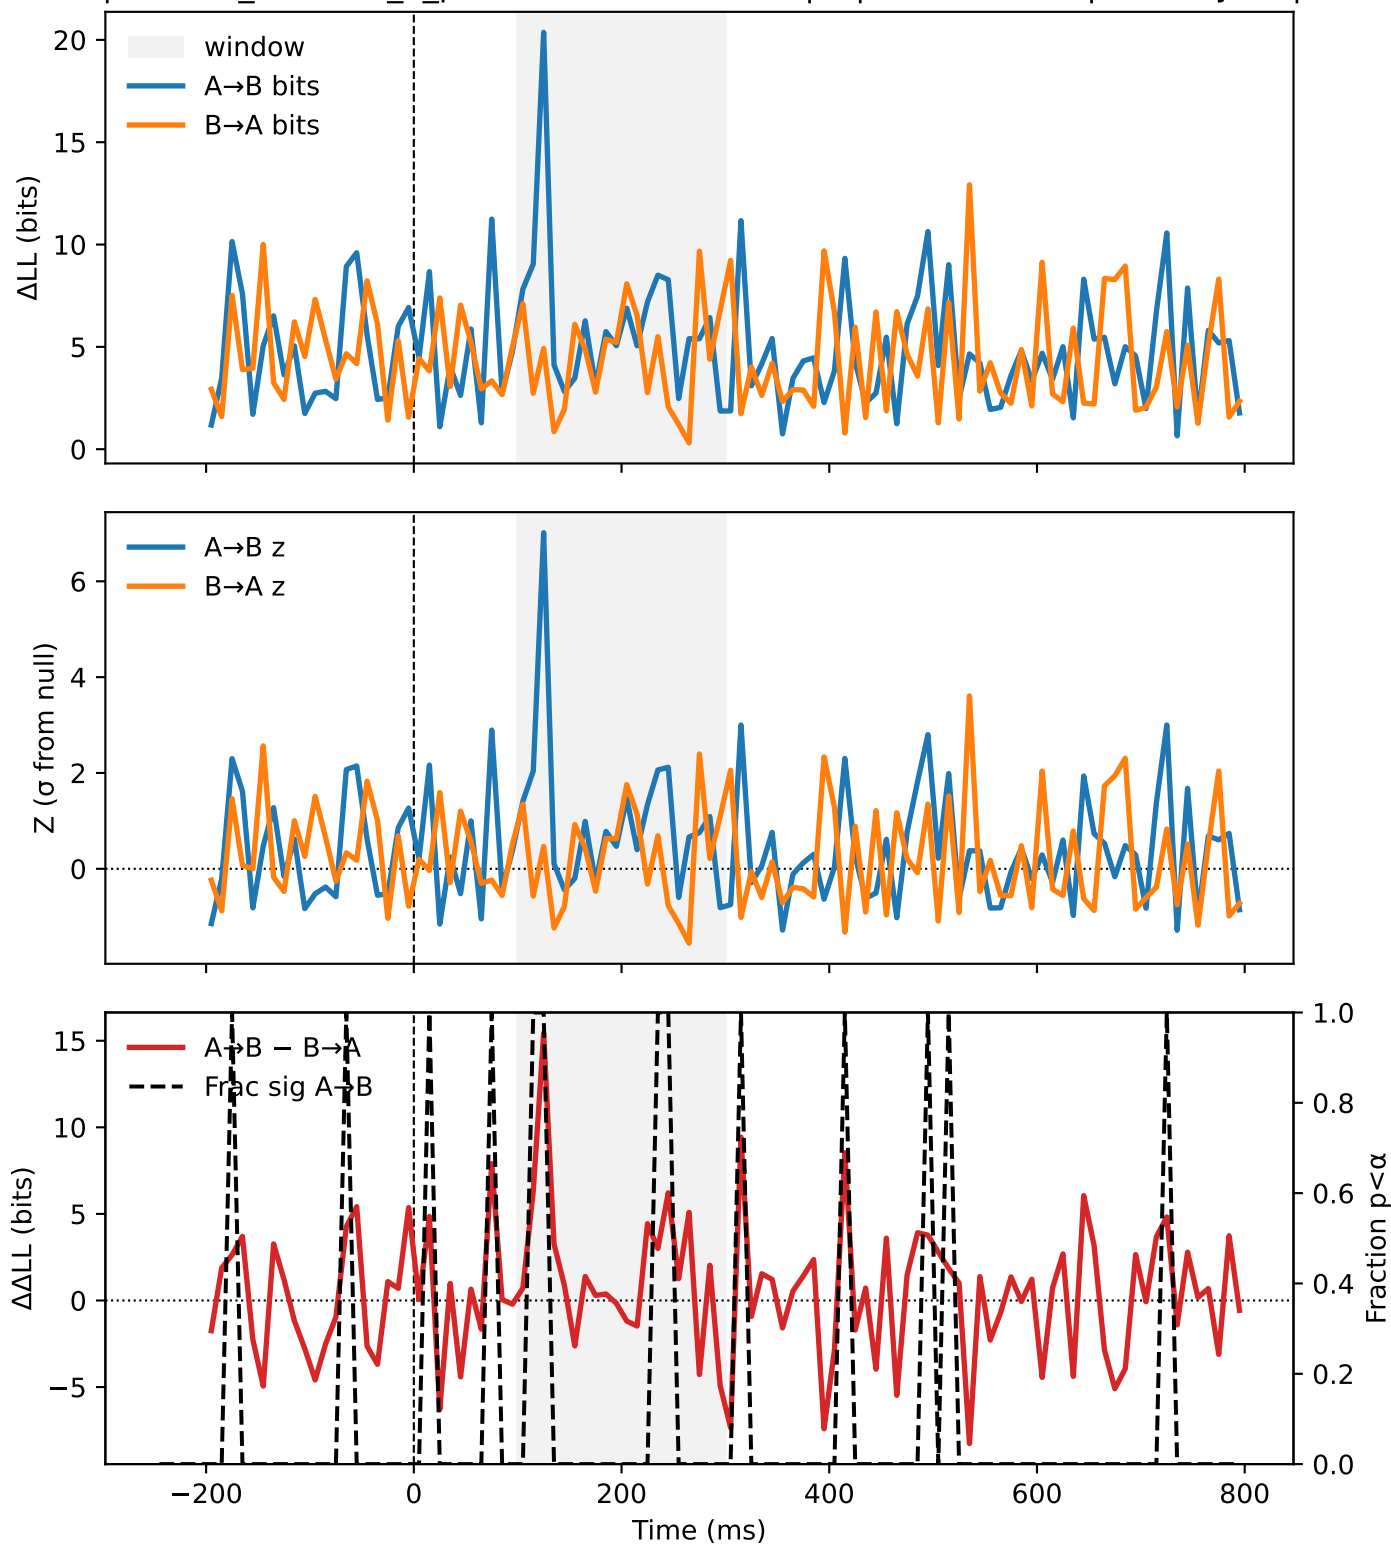 20
15
10
5
0
ΔLL (bits)
window
A→B bits
B→A bits
6
4
2
0
Z (σ from null)
A→B z
B→A z
15
10
5
0
−5
ΔΔLL (bits)
A→B − B→A
Frac sig A→B
1.0
0.8
0.6
0.4
0.2
0.0
Fraction p<α
−200 0 200 400 600 800
Time (ms)